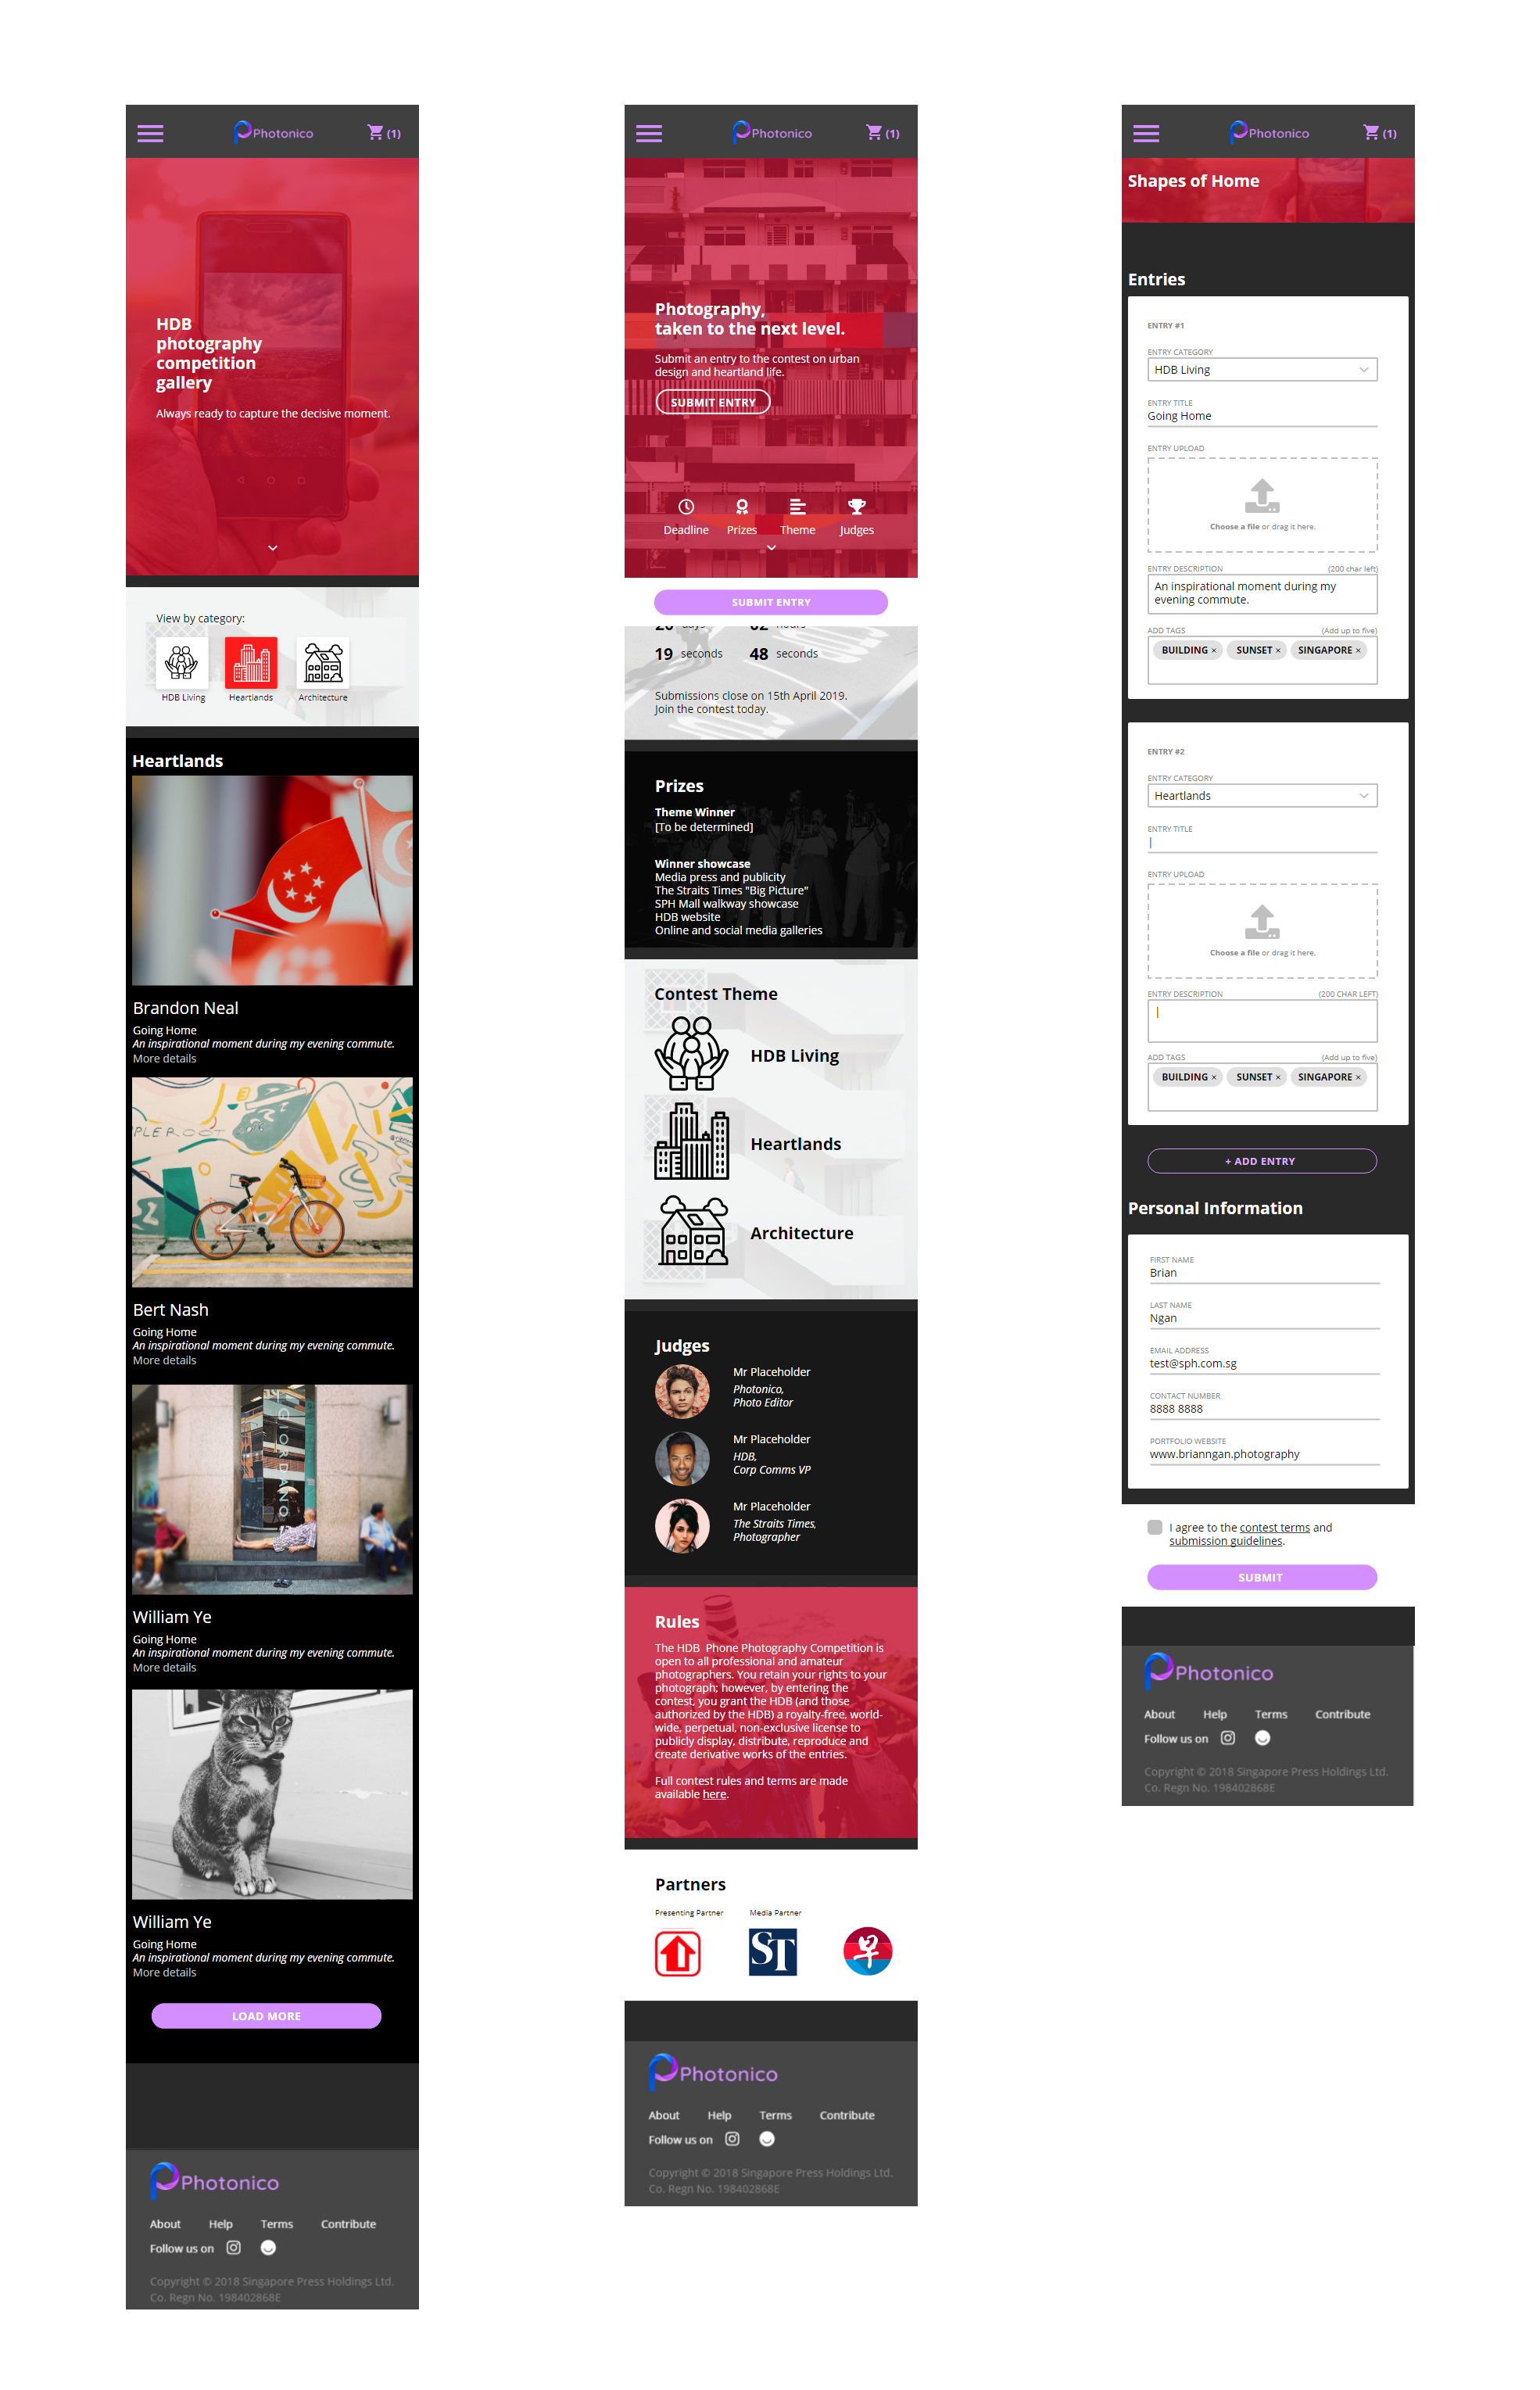 Photonico
(1)
HDB
photography
competition
gallery
Always ready to capture the decisive moment.
View by category:
HDB Living
Heartlands
Architecture
Heartlands
Brandon Neal
Going Home
An inspirational moment during my evening commute.
More details
Bert Nash
Going Home
An inspirational moment during my evening commute.
More details
GIORDANO
William Ye
Going Home
An inspirational moment during my evening commute.
More details
William Ye
Going Home
An inspirational moment during my evening commute.
More details
LOAD MORE
Photonico
About Help Terms Contribute
Follow us on
Copyright © 2018 Singapore Press Holdings Ltd.
Co. Regn No. 198402868E
Photonico
(1)
Photography,
taken to the next level.
Submit an entry to the contest on urban
design and heartland life.
SUBMIT ENTRY
Deadline Prizes Theme Judges
SUBMIT ENTRY
20 days 02 hours
19 seconds 48 seconds
Submissions close on 15th April 2019.
Join the contest today.
Prizes
Theme Winner
[To be determined]
Winner showcase
Media press and publicity
The Straits Times "Big Picture"
SPH Mall walkway showcase
HDB website
Online and social media galleries
Contest Theme
HDB Living
Heartlands
Architecture
Judges
Mr Placeholder
Photonico,
Photo Editor
Mr Placeholder
HDB,
Corp Comms VP
Mr Placeholder
The Straits Times,
Photographer
Rules
The HDB Phone Photography Competition is
open to all professional and amateur
photographers. You retain your rights to your
photograph; however, by entering the
contest, you grant the HDB (and those
authorized by the HDB) a royalty-free, world-
wide, perpetual, non-exclusive license to
publicly display, distribute, reproduce and
create derivative works of the entries.
Full contest rules and terms are made
available here.
Partners
Presenting Partner Media Partner
ST
早
Photonico
About Help Terms Contribute
Follow us on
Copyright © 2018 Singapore Press Holdings Ltd.
Co. Regn No. 198402868E
Photonico
(1)
Shapes of Home
Entries
ENTRY #1
ENTRY CATEGORY
HDB Living
ENTRY TITLE
Going Home
ENTRY UPLOAD
Choose a file or drag it here.
ENTRY DESCRIPTION (200 char left)
An inspirational moment during my
evening commute.
ADD TAGS (Add up to five)
BUILDING × SUNSET × SINGAPORE ×
ENTRY #2
ENTRY CATEGORY
Heartlands
ENTRY TITLE
ENTRY UPLOAD
Choose a file or drag it here.
ENTRY DESCRIPTION (200 CHAR LEFT)
ADD TAGS (Add up to five)
BUILDING × SUNSET × SINGAPORE ×
+ ADD ENTRY
Personal Information
FIRST NAME
Brian
LAST NAME
Ngan
EMAIL ADDRESS
test@sph.com.sg
CONTACT NUMBER
8888 8888
PORTFOLIO WEBSITE
www.brianngan.photography
I agree to the contest terms and
submission guidelines.
SUBMIT
Photonico
About Help Terms Contribute
Follow us on
Copyright © 2018 Singapore Press Holdings Ltd.
Co. Regn No. 198402868E